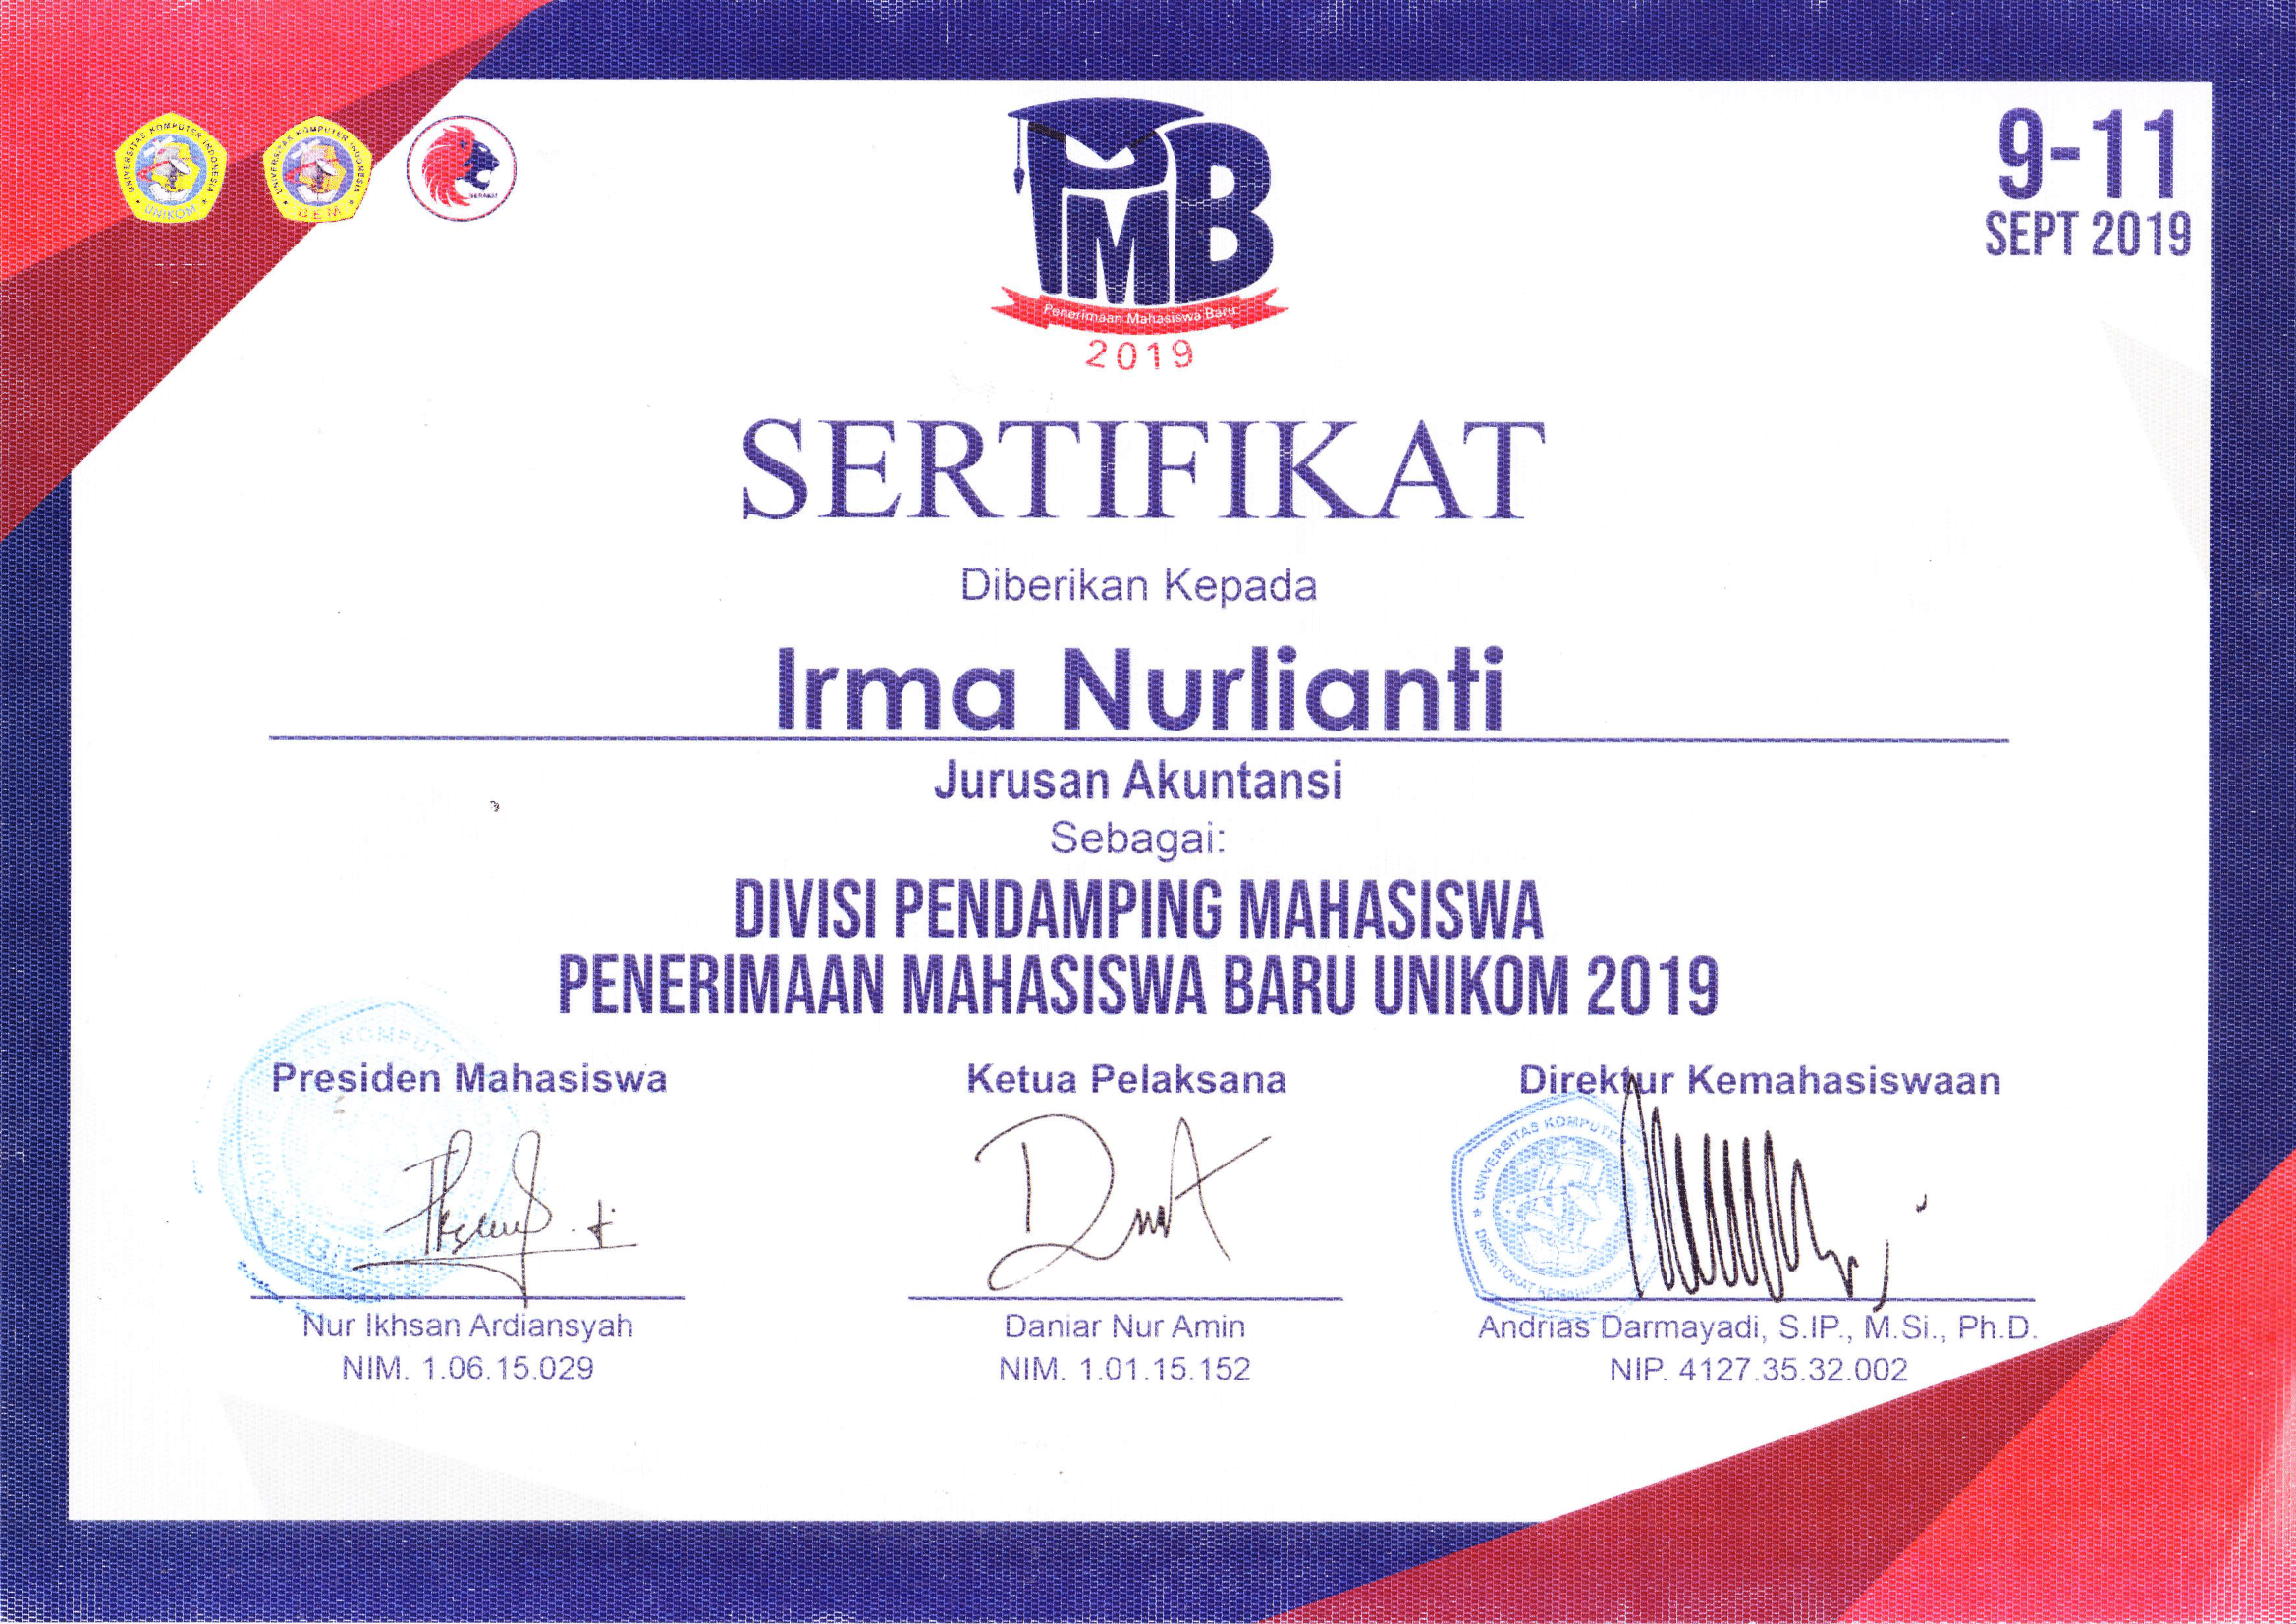 UNIVERSITAS KOMPUTER INDONESIA
UNIKOM
UNIVERSITAS KOMPUTER INDONESIA
BEM
PMB
Penerimaan Mahasiswa Baru
2019
9-11
SEPT 2019
SERTIFIKAT
Diberikan Kepada
Irma Nurlianti
Jurusan Akuntansi
Sebagai:
DIVISI PENDAMPING MAHASISWA
PENERIMAAN MAHASISWA BARU UNIKOM 2019
Presiden Mahasiswa
Ketua Pelaksana
Direktur Kemahasiswaan
UNIVERSITAS KOMPUTE
Nur Ikhsan Ardiansyah
Daniar Nur Amin
Andrias Darmayadi, S.IP., M.Si., Ph.D.
NIM. 1.06.15.029
NIM. 1.01.15.152
NIP. 4127.35.32.002